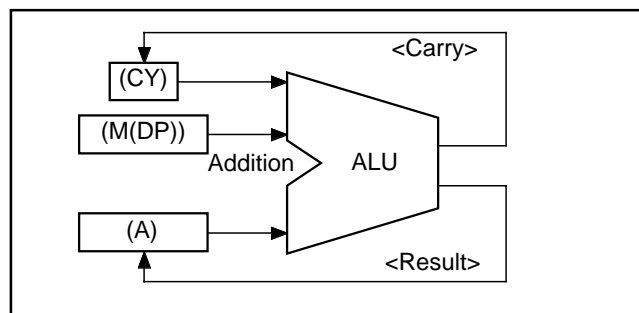 <Carry>
(CY)
(M(DP))
Addition
ALU
(A)
<Result>